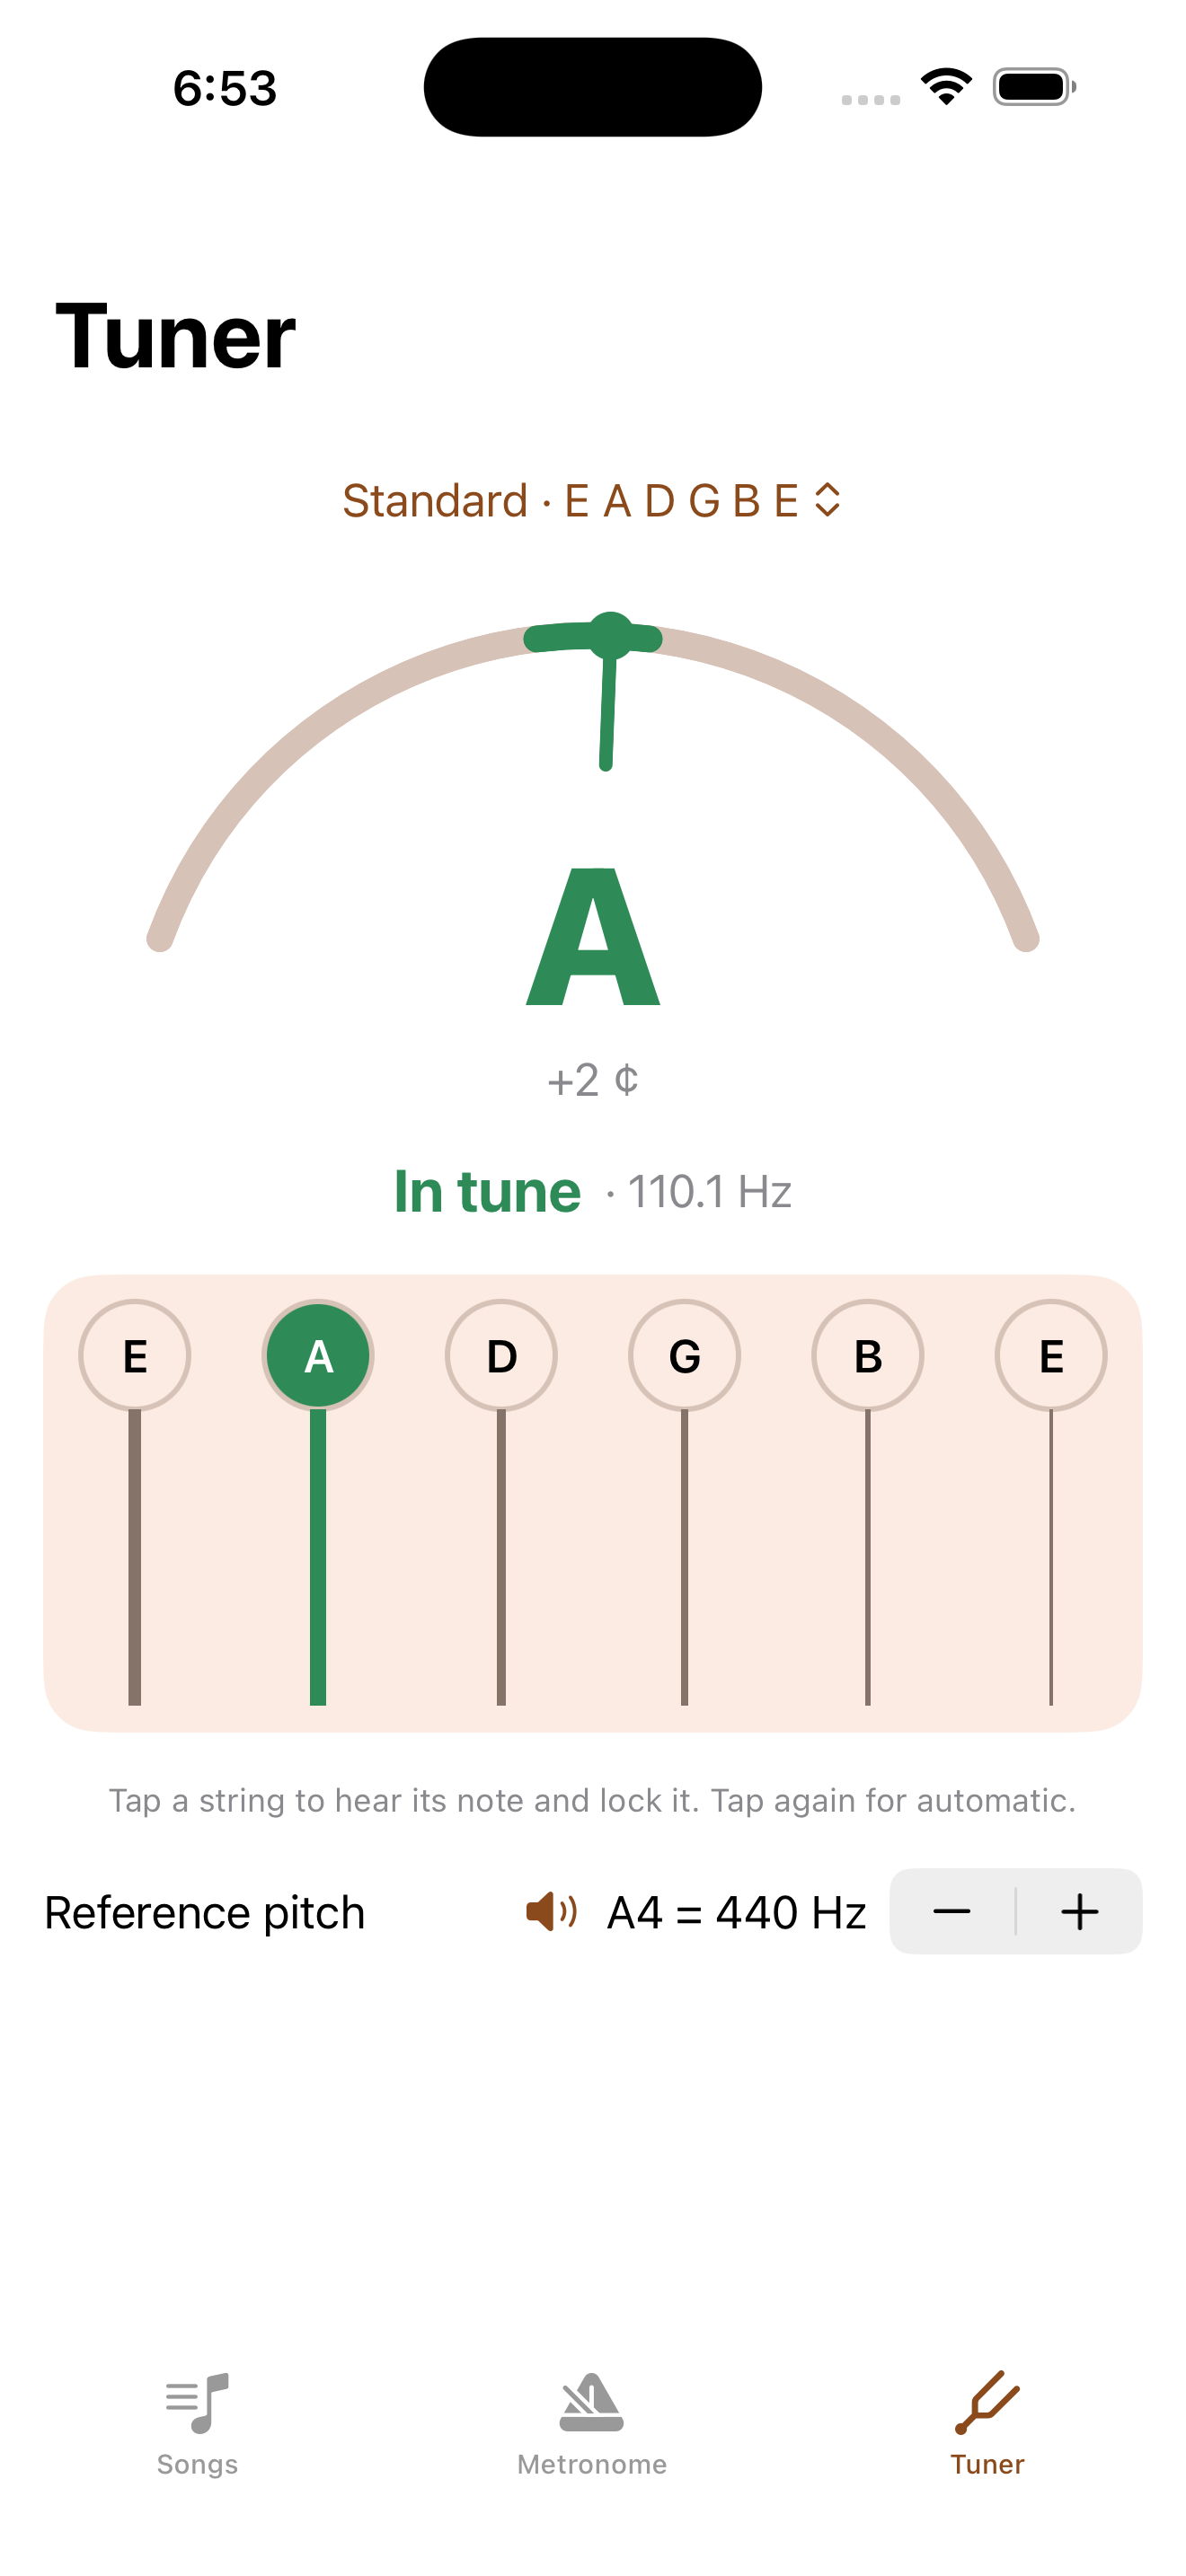 6:53
Tuner
Standard · E A D G B E
A
+2 ¢
In tune · 110.1 Hz
E A D G B E
Tap a string to hear its note and lock it. Tap again for automatic.
Reference pitch A4 = 440 Hz
Songs Metronome Tuner